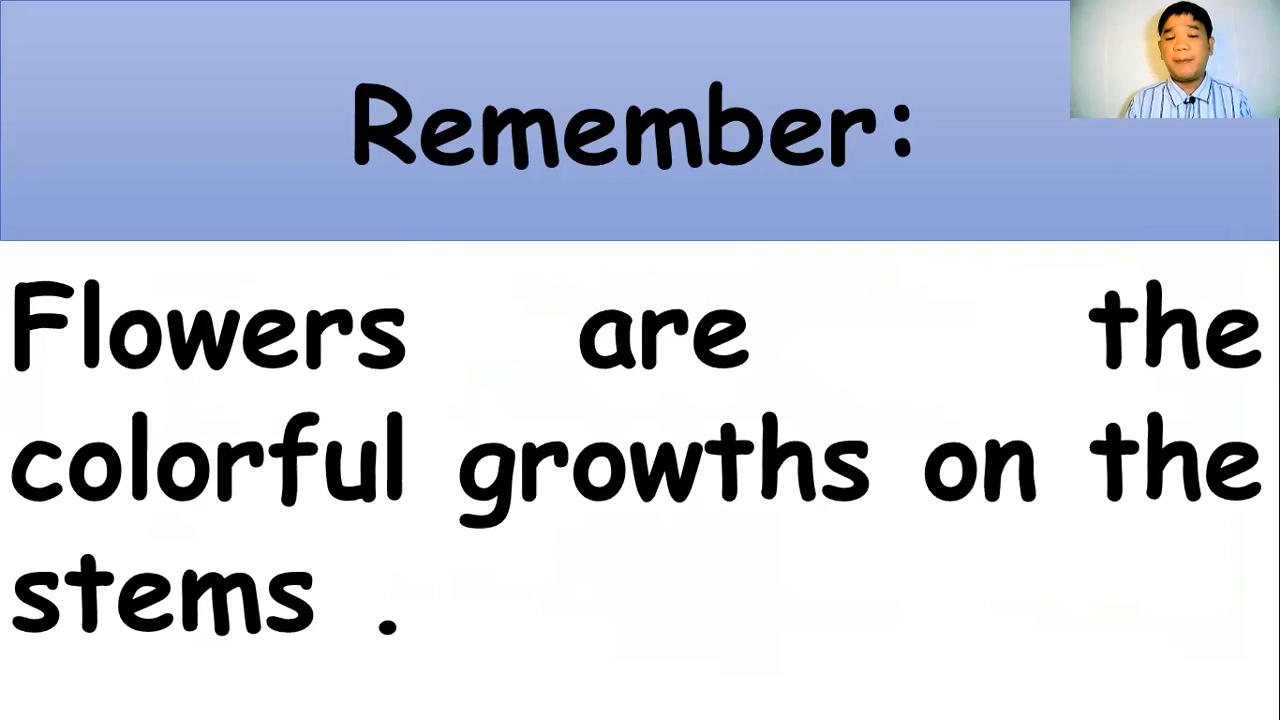 Remember:
Flowers are the
colorful growths on the
stems .